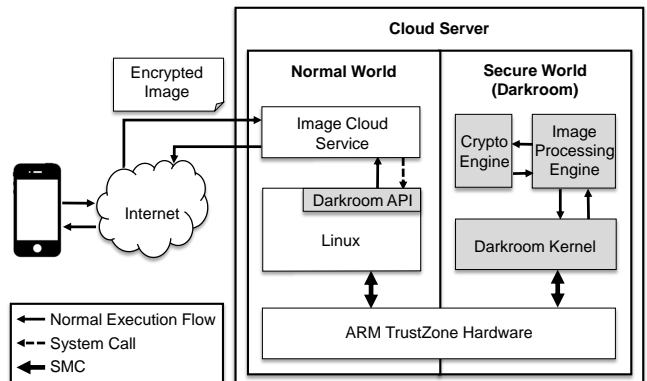 Cloud Server
Encrypted
Image
Normal World
Secure World
(Darkroom)
Image Cloud
Service
Crypto
Engine
Image
Processing
Engine
Internet
Darkroom API
Linux
Darkroom Kernel
Normal Execution Flow
System Call
SMC
ARM TrustZone Hardware